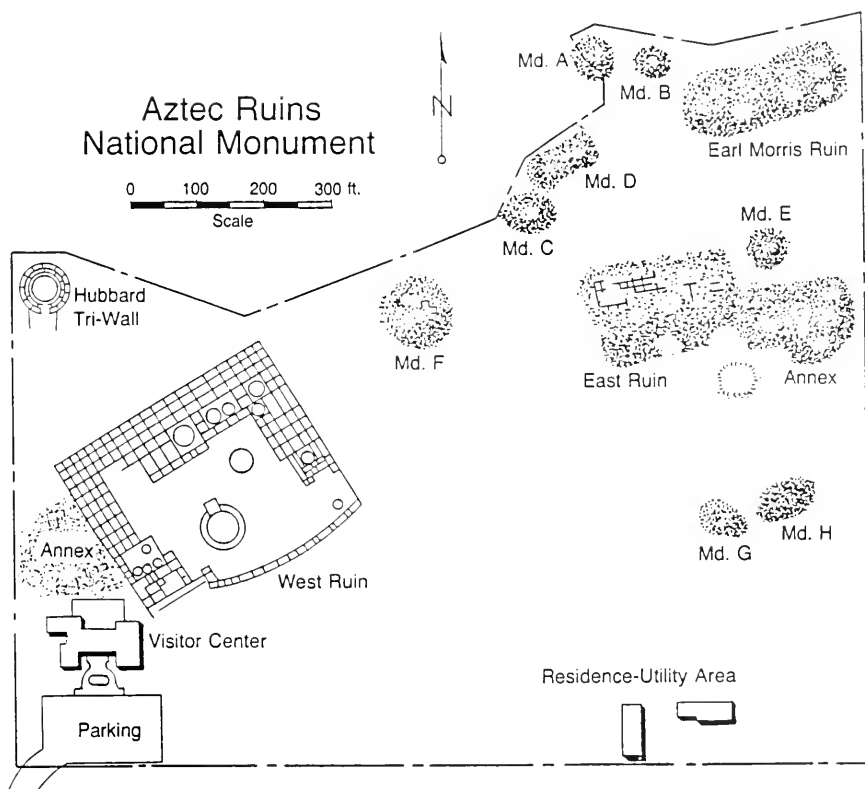 Aztec Ruins
National Monument
0 100 200 300 ft.
Scale
N
Md. A
Md. B
Earl Morris Ruin
Md. D
Md. C
Md. E
Hubbard
Tri-Wall
Md. F
East Ruin
Annex
Annex
West Ruin
Md. G
Md. H
Visitor Center
Residence-Utility Area
Parking